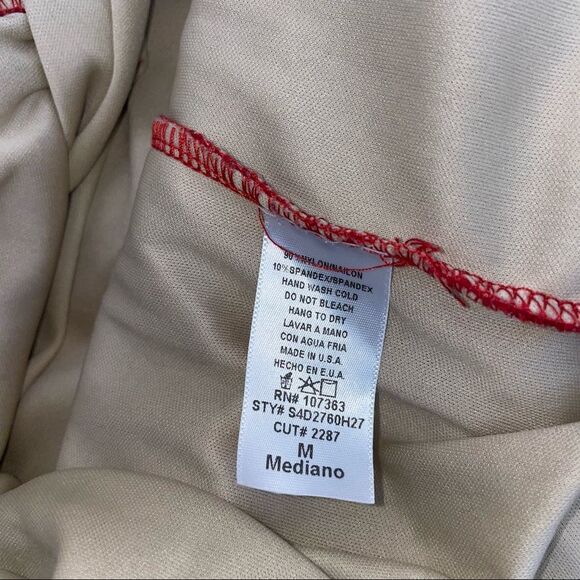 90%NYLON/NAILON
10%SPANDEX/SPANDEX
HAND WASH COLD
DO NOT BLEACH
HANG TO DRY
LAVAR A MANO
CON AGUA FRIA
MADE IN U.S.A.
HECHO EN E.U.A.
RN# 107363
STY# S4D2760H27
CUT# 2287
M
Mediano